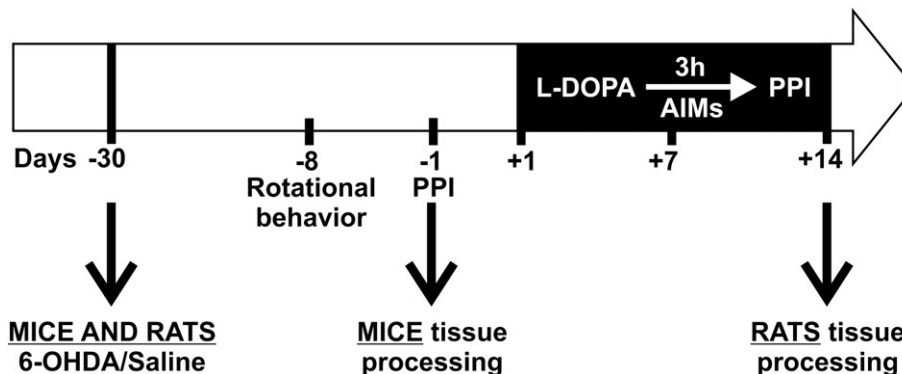 L-DOPA 3h PPI
AIMs
Days -30 -8 -1 +1 +7 +14
Rotational PPI
behavior
MICE AND RATS MICE tissue RATS tissue
6-OHDA/Saline processing processing